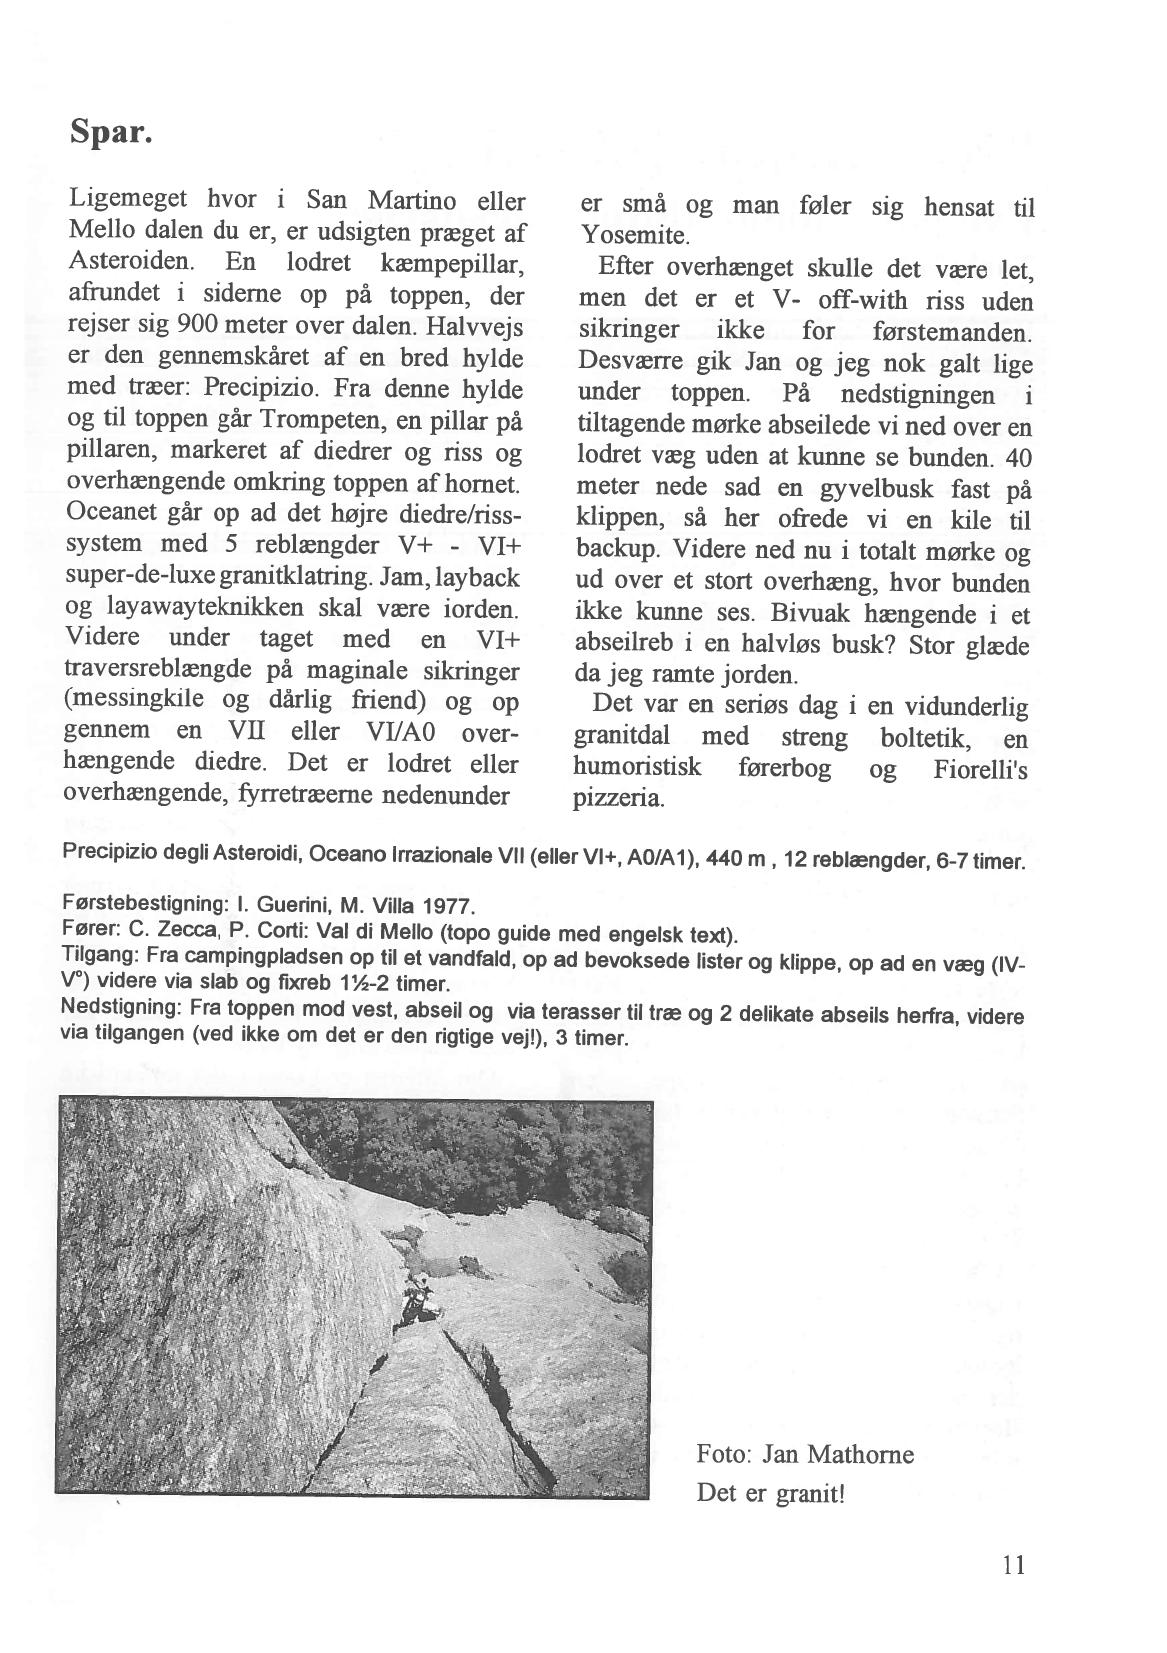 Spar.
Ligemeget hvor i San Martino eller
Mello dalen du er, er udsigten præget af
Asteroiden. En lodret kæmpepillar,
afrundet i siderne op på toppen, der
rejser sig 900 meter over dalen. Halvvejs
er den gennemskåret af en bred hylde
med træer: Precipizio. Fra denne hylde
og til toppen går Trompeten, en pillar på
pillaren, markeret af diedrer og riss og
overhængende omkring toppen af hornet.
Oceanet går op ad det højre diedre/riss-
system med 5 reblængder V+ - VI+
super-de-luxe granitklatring. Jam, layback
og layawayteknikken skal være iorden.
Videre under taget med en VI+
traversreblængde på maginale sikringer
(messingkile og dårlig friend) og op
gennem en VII eller VI/A0 over-
hængende diedre. Det er lodret eller
overhængende, fyrretræerne nedenunder
er små og man føler sig hensat til
Yosemite.
Efter overhænget skulle det være let,
men det er et V- off-with riss uden
sikringer ikke for førstemanden.
Desværre gik Jan og jeg nok galt lige
under toppen. På nedstigningen i
tiltagende mørke abseilede vi ned over en
lodret væg uden at kunne se bunden. 40
meter nede sad en gyvelbusk fast på
klippen, så her ofrede vi en kile til
backup. Videre ned nu i totalt mørke og
ud over et stort overhæng, hvor bunden
ikke kunne ses. Bivuak hængende i et
abseilreb i en halvløs busk? Stor glæde
da jeg ramte jorden.
Det var en seriøs dag i en vidunderlig
granitdal med streng boltetik, en
humoristisk førerbog og Fiorelli's
pizzeria.
Precipizio degli Asteroidi, Oceano Irrazionale VII (eller VI+, A0/A1), 440 m , 12 reblængder, 6-7 timer.
Førstebestigning: I. Guerini, M. Villa 1977.
Fører: C. Zecca, P. Corti: Val di Mello (topo guide med engelsk text).
Tilgang: Fra campingpladsen op til et vandfald, op ad bevoksede lister og klippe, op ad en væg (IV-
V°) videre via slab og fixreb 1½-2 timer.
Nedstigning: Fra toppen mod vest, abseil og via terasser til træ og 2 delikate abseils herfra, videre
via tilgangen (ved ikke om det er den rigtige vej!), 3 timer.
Foto: Jan Mathorne
Det er granit!
11